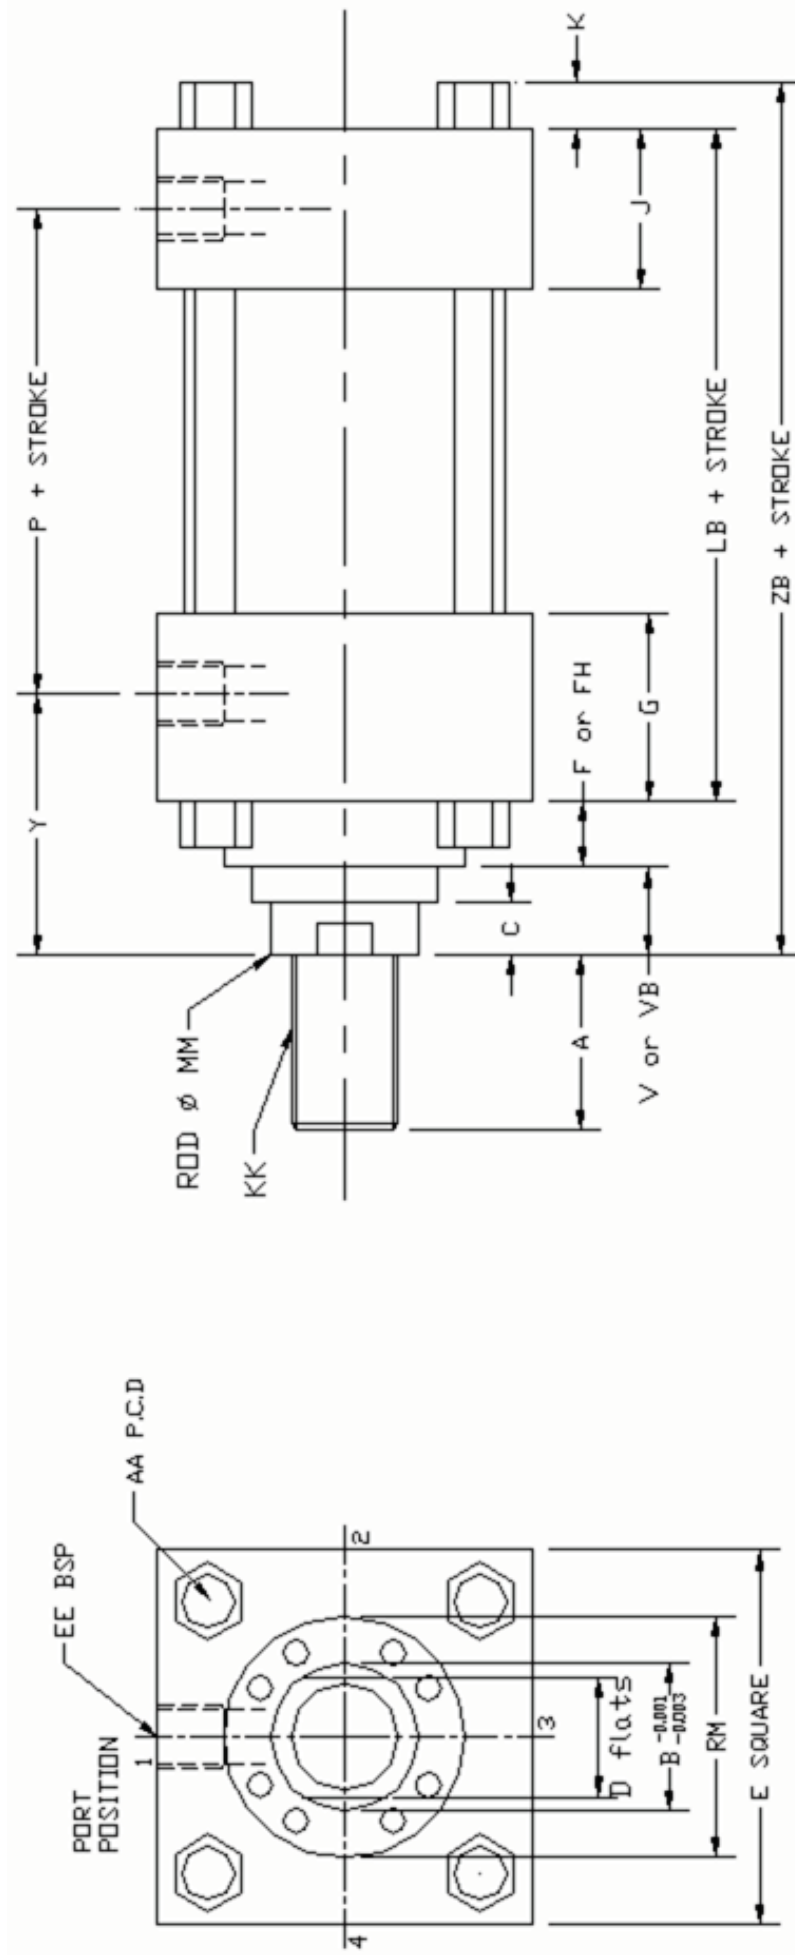 PORT
POSITION
EE BSP
AA P.C.D
1
2
3
4
D flats
B -0.001
-0.003
RM
E SQUARE
Y
P + STROKE
ROD Ø MM
KK
C
A
V or VB
F or FH
G
J
K
LB + STROKE
ZB + STROKE